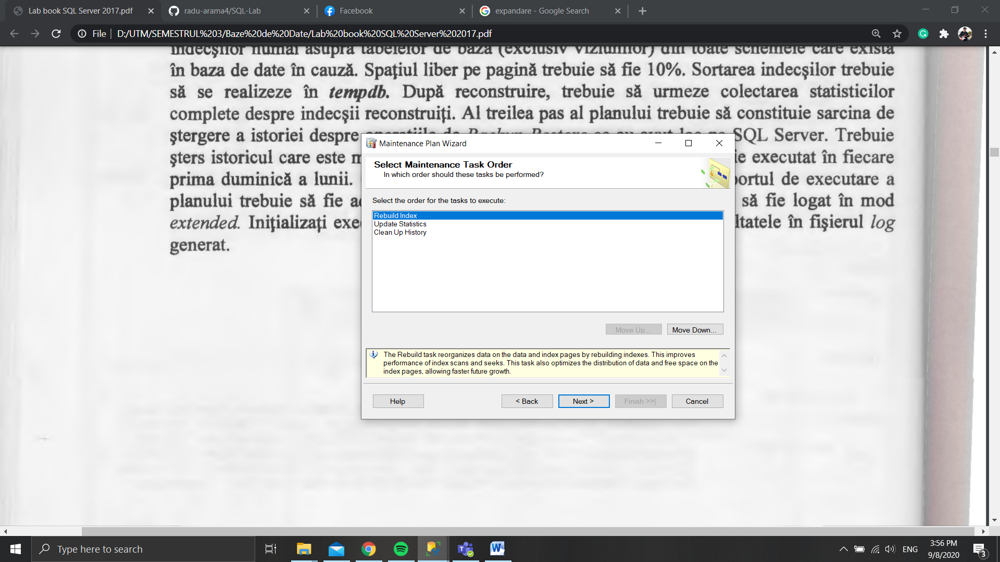 Lab book SQL Server 2017.pdf
radu-arama4/SQL-Lab
Facebook
expandare - Google Search
File
D:/UTM/SEMESTRUL%203/Baze%20de%20Date/Lab%20book%20SQL%20Server%202017.pdf
indecşilor numai asupra tabelelor de bază (exclusiv viziunilor) din toate schemele care există
în baza de date în cauză. Spaţiul liber pe pagină trebuie să fie 10%. Sortarea indecşilor trebuie
să se realizeze în tempdb. După reconstruire, trebuie să urmeze colectarea statisticilor
complete despre indecşii reconstruiţi. Al treilea pas al planului trebuie să constituie sarcina de
ştergere a istoriei despre operaţiile de Backup-Restore ce au avut loc pe SQL Server. Trebuie
şters istoricul care este
executat în fiecare
prima duminică a lunii.
de executare a
planului trebuie să fie
să fie logat în mod
extended. Iniţializaţi
în fişierul log
generat.
Maintenance Plan Wizard
Select Maintenance Task Order
In which order should these tasks be performed?
Select the order for the tasks to execute:
Rebuild Index
Update Statistics
Clean Up History
Move Up...
Move Down...
The Rebuild task reorganizes data on the data and index pages by rebuilding indexes. This improves
performance of index scans and seeks. This task also optimizes the distribution of data and free space on the
index pages, allowing faster future growth.
Help
< Back
Next >
Finish >>|
Cancel
Type here to search
ENG
3:56 PM
9/8/2020
3